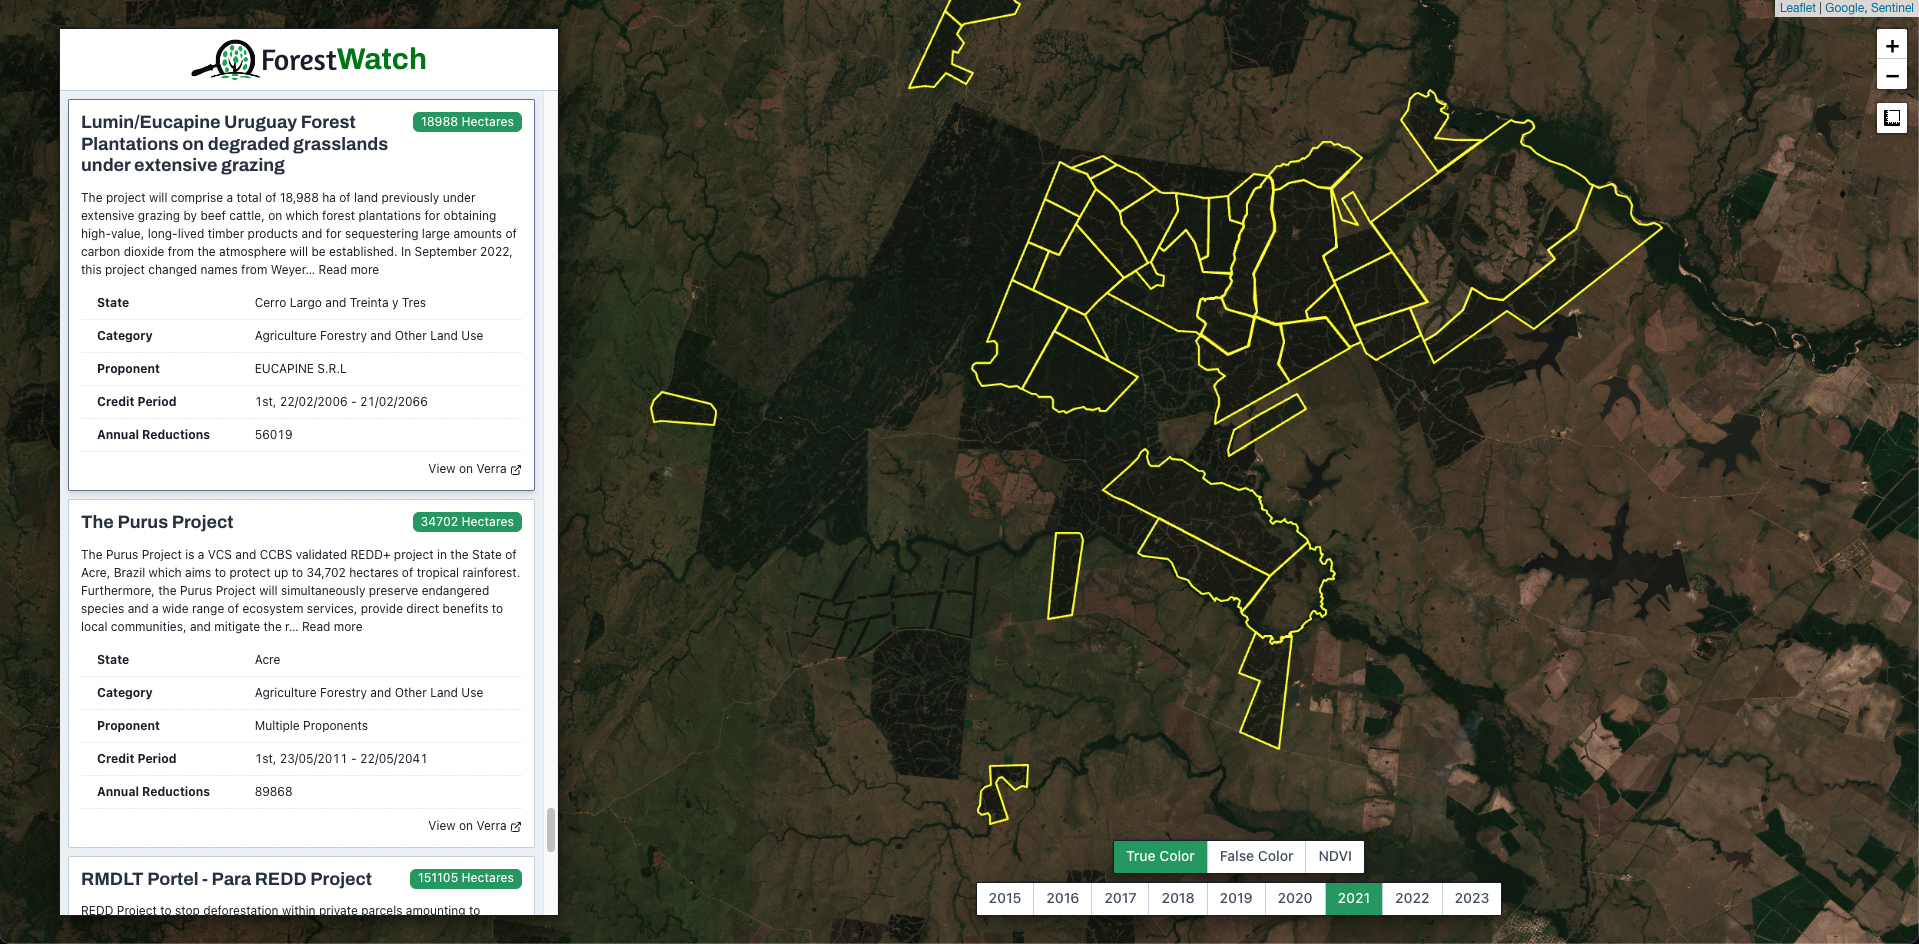 Leaflet | Google, Sentinel
ForestWatch
Lumin/Eucapine Uruguay Forest
Plantations on degraded grasslands
under extensive grazing
18988 Hectares
The project will comprise a total of 18,988 ha of land previously under
extensive grazing by beef cattle, on which forest plantations for obtaining
high-value, long-lived timber products and for sequestering large amounts of
carbon dioxide from the atmosphere will be established. In September 2022,
this project changed names from Weyer... Read more
State Cerro Largo and Treinta y Tres
Category Agriculture Forestry and Other Land Use
Proponent EUCAPINE S.R.L
Credit Period 1st, 22/02/2006 - 21/02/2066
Annual Reductions 56019
View on Verra
The Purus Project 34702 Hectares
The Purus Project is a VCS and CCBS validated REDD+ project in the State of
Acre, Brazil which aims to protect up to 34,702 hectares of tropical rainforest.
Furthermore, the Purus Project will simultaneously preserve endangered
species and a wide range of ecosystem services, provide direct benefits to
local communities, and mitigate the r... Read more
State Acre
Category Agriculture Forestry and Other Land Use
Proponent Multiple Proponents
Credit Period 1st, 23/05/2011 - 22/05/2041
Annual Reductions 89868
View on Verra
RMDLT Portel - Para REDD Project 151105 Hectares
REDD Project to stop deforestation within private parcels amounting to
+
−
True Color False Color NDVI
2015 2016 2017 2018 2019 2020 2021 2022 2023